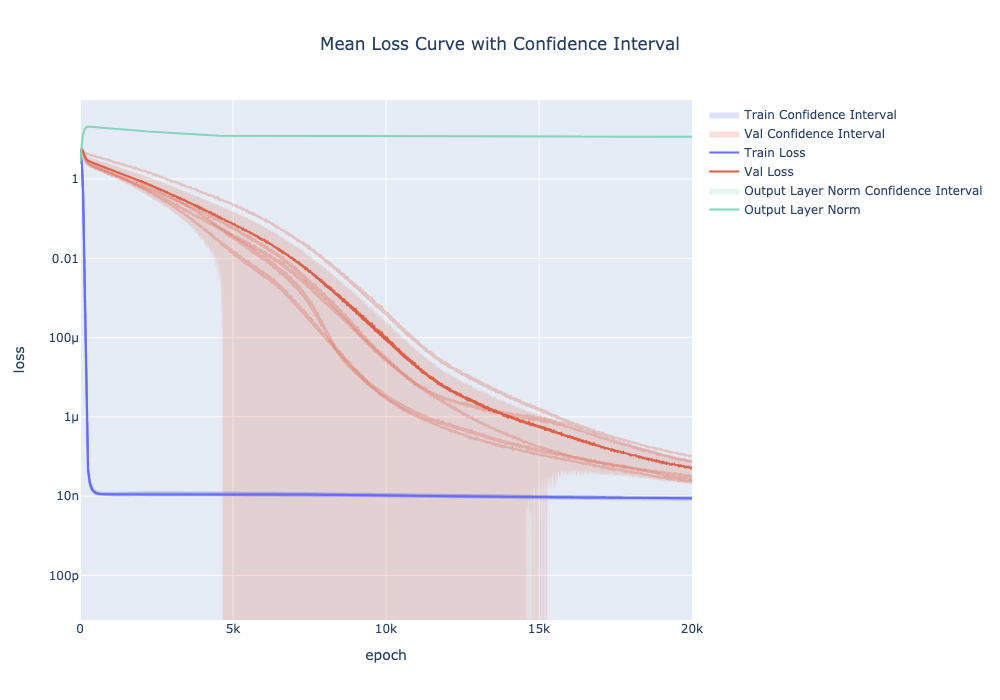 Mean Loss Curve with Confidence Interval
Train Confidence Interval
Val Confidence Interval
Train Loss
Val Loss
Output Layer Norm Confidence Interval
Output Layer Norm
1
0.01
100μ
1μ
10n
100p
loss
0 5k 10k 15k 20k
epoch